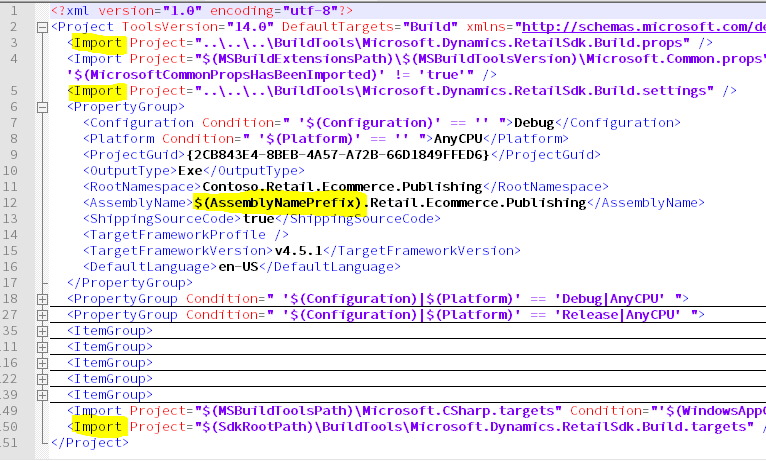 1 <?xml version="1.0" encoding="utf-8"?>
2 <Project ToolsVersion="14.0" DefaultTargets="Build" xmlns="http://schemas.microsoft.com/de
3 <Import Project="..\..\..\BuildTools\Microsoft.Dynamics.RetailSdk.Build.props" />
4 <Import Project="$(MSBuildExtensionsPath)\$(MSBuildToolsVersion)\Microsoft.Common.props"
'$(MicrosoftCommonPropsHasBeenImported)' != 'true'" />
5 <Import Project="..\..\..\BuildTools\Microsoft.Dynamics.RetailSdk.Build.settings" />
6 <PropertyGroup>
7 <Configuration Condition=" '$(Configuration)' == '' ">Debug</Configuration>
8 <Platform Condition=" '$(Platform)' == '' ">AnyCPU</Platform>
9 <ProjectGuid>{2CB843E4-8BEB-4A57-A72B-66D1849FFED6}</ProjectGuid>
10 <OutputType>Exe</OutputType>
11 <RootNamespace>Contoso.Retail.Ecommerce.Publishing</RootNamespace>
12 <AssemblyName>$(AssemblyNamePrefix).Retail.Ecommerce.Publishing</AssemblyName>
13 <ShippingSourceCode>true</ShippingSourceCode>
14 <TargetFrameworkProfile />
15 <TargetFrameworkVersion>v4.5.1</TargetFrameworkVersion>
16 <DefaultLanguage>en-US</DefaultLanguage>
17 </PropertyGroup>
18 <PropertyGroup Condition=" '$(Configuration)|$(Platform)' == 'Debug|AnyCPU' ">
27 <PropertyGroup Condition=" '$(Configuration)|$(Platform)' == 'Release|AnyCPU' ">
35 <ItemGroup>
111 <ItemGroup>
116 <ItemGroup>
122 <ItemGroup>
139 <ItemGroup>
149 <Import Project="$(MSBuildToolsPath)\Microsoft.CSharp.targets" Condition="'$(WindowsAppC
150 <Import Project="$(SdkRootPath)\BuildTools\Microsoft.Dynamics.RetailSdk.Build.targets" /
151 </Project>